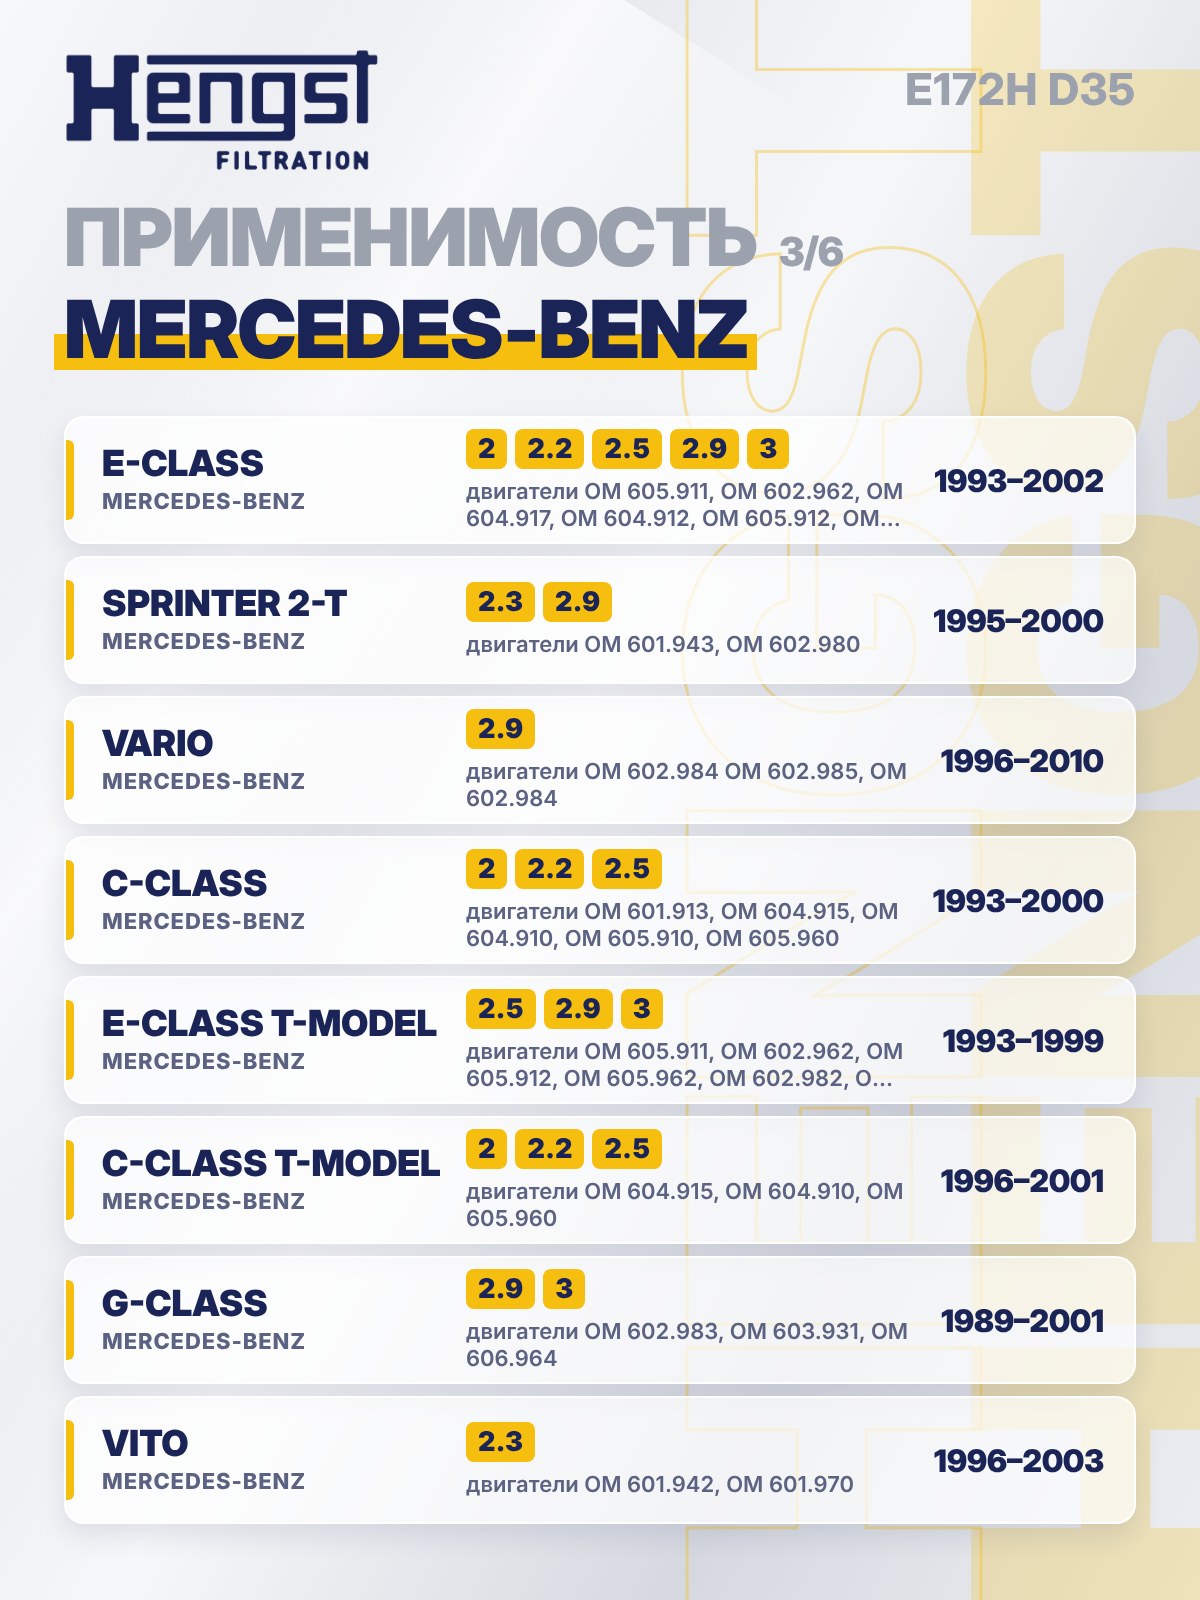 Hengst
FILTRATION
E172H D35
ПРИМЕНИМОСТЬ 3/6
MERCEDES-BENZ
E-CLASS
MERCEDES-BENZ
2 2.2 2.5 2.9 3
двигатели OM 605.911, OM 602.962, OM
604.917, OM 604.912, OM 605.912, OM...
1993–2002
SPRINTER 2-T
MERCEDES-BENZ
2.3 2.9
двигатели OM 601.943, OM 602.980
1995–2000
VARIO
MERCEDES-BENZ
2.9
двигатели OM 602.984 OM 602.985, OM
602.984
1996–2010
C-CLASS
MERCEDES-BENZ
2 2.2 2.5
двигатели OM 601.913, OM 604.915, OM
604.910, OM 605.910, OM 605.960
1993–2000
E-CLASS T-MODEL
MERCEDES-BENZ
2.5 2.9 3
двигатели OM 605.911, OM 602.962, OM
605.912, OM 605.962, OM 602.982, O...
1993–1999
C-CLASS T-MODEL
MERCEDES-BENZ
2 2.2 2.5
двигатели OM 604.915, OM 604.910, OM
605.960
1996–2001
G-CLASS
MERCEDES-BENZ
2.9 3
двигатели OM 602.983, OM 603.931, OM
606.964
1989–2001
VITO
MERCEDES-BENZ
2.3
двигатели OM 601.942, OM 601.970
1996–2003
HENGST
HENGST